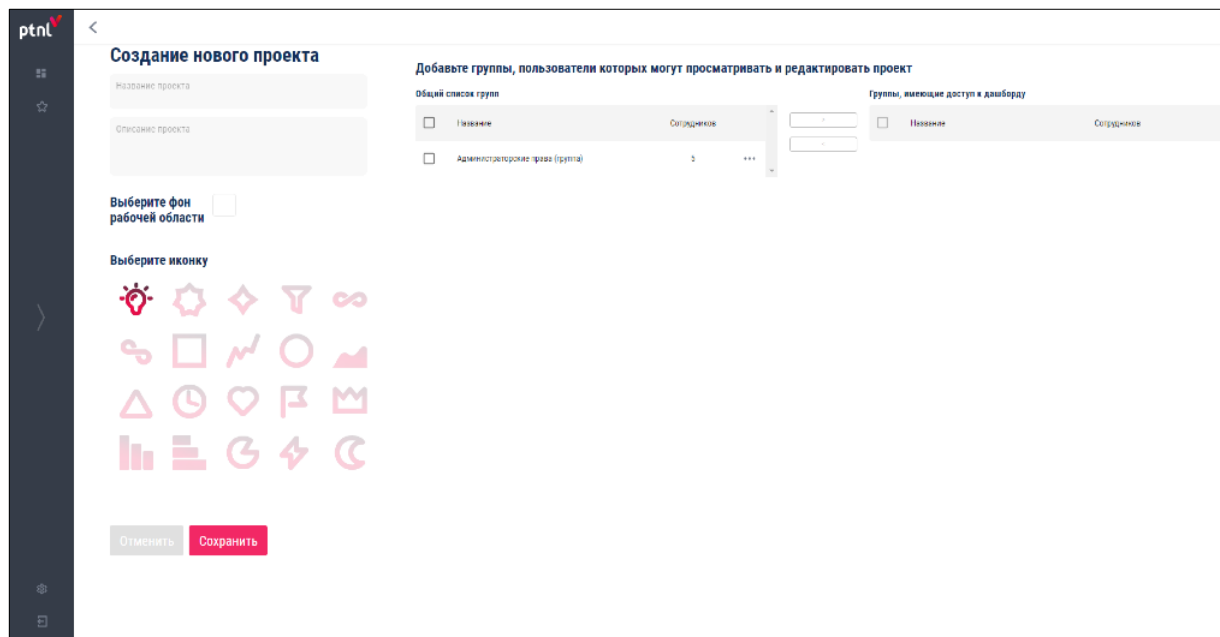 ptnl
Создание нового проекта
Название проекта
Описание проекта
Выберите фон
рабочей области
Выберите иконку
Отменить
Сохранить
Добавьте группы, пользователи которых могут просматривать и редактировать проект
Общий список групп
Название Сотрудников
Администраторские права (группа) 5
Группы, имеющие доступ к дашборду
Название Сотрудников